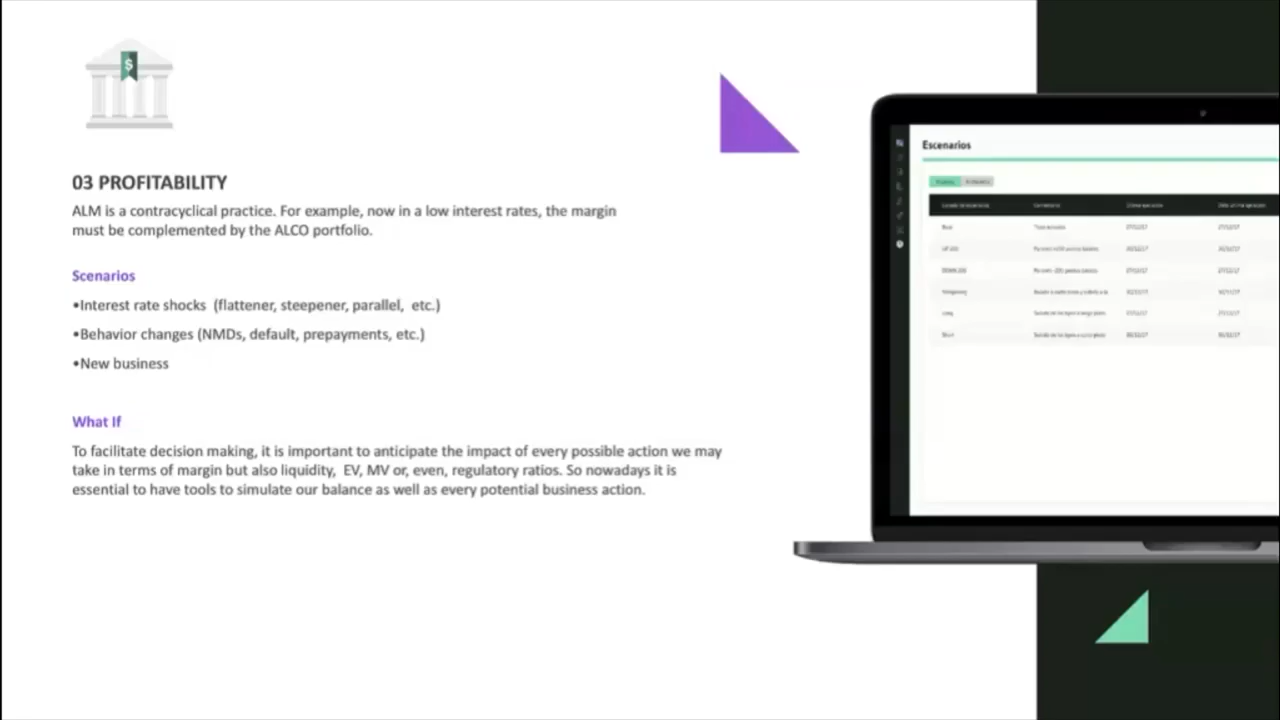 $
03 PROFITABILITY
ALM is a contracyclical practice. For example, now in a low interest rates, the margin
must be complemented by the ALCO portfolio.
Scenarios
•Interest rate shocks (flattener, steepener, parallel, etc.)
•Behavior changes (NMDs, default, prepayments, etc.)
•New business
What If
To facilitate decision making, it is important to anticipate the impact of every possible action we may
take in terms of margin but also liquidity, EV, MV or, even, regulatory ratios. So nowadays it is
essential to have tools to simulate our balance as well as every potential business action.
Escenarios